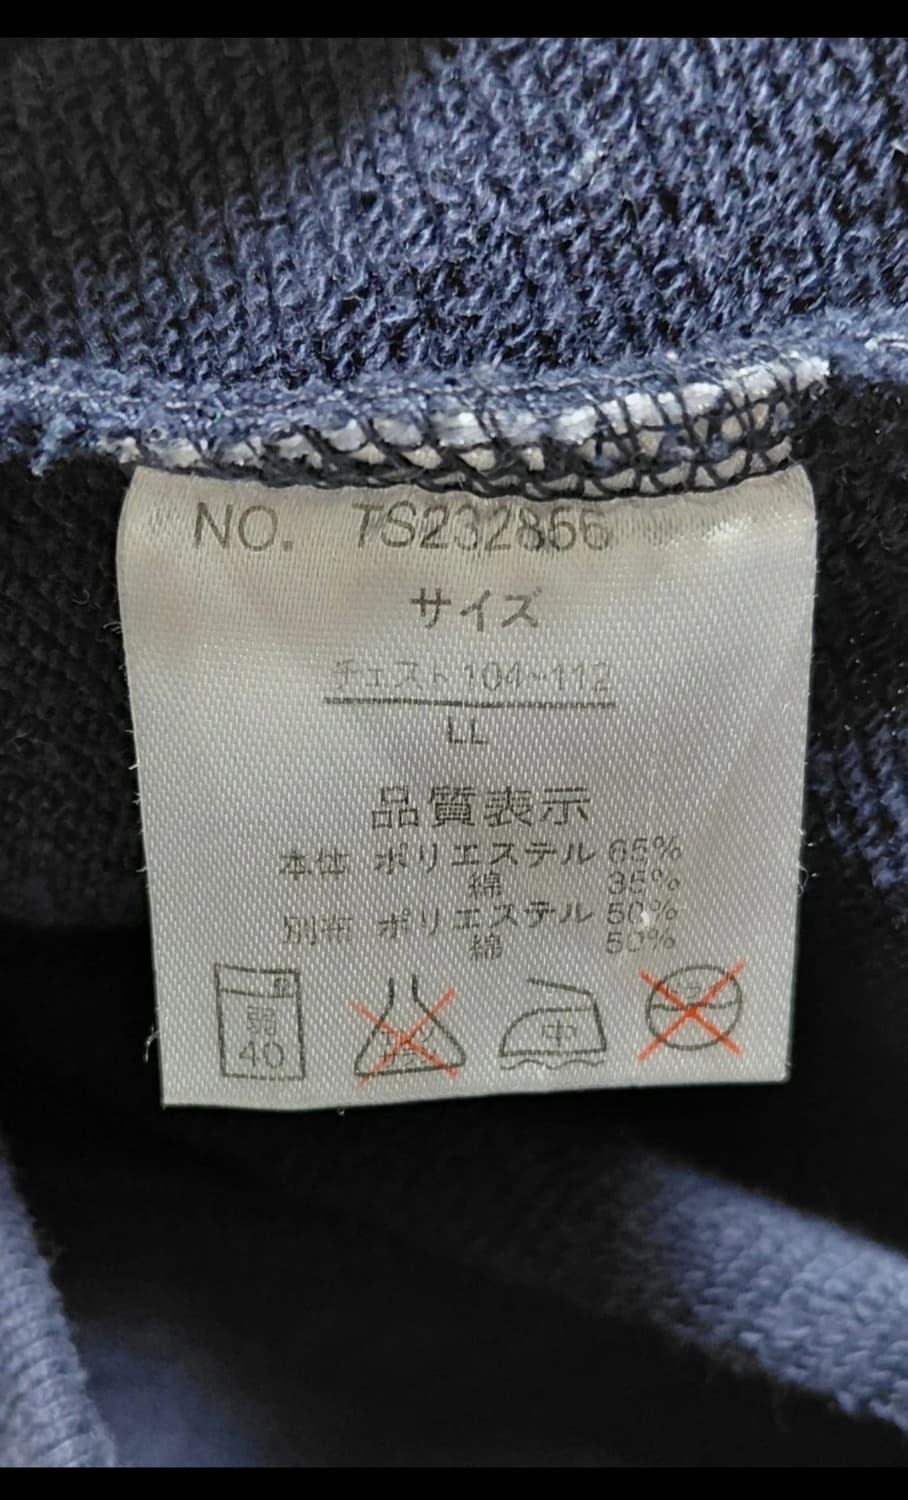 NO. TS232866
サイズ
チェスト104~112
LL
品質表示
本体 ポリエステル 65%
綿 35%
別布 ポリエステル 50%
綿 50%
弱
40
中